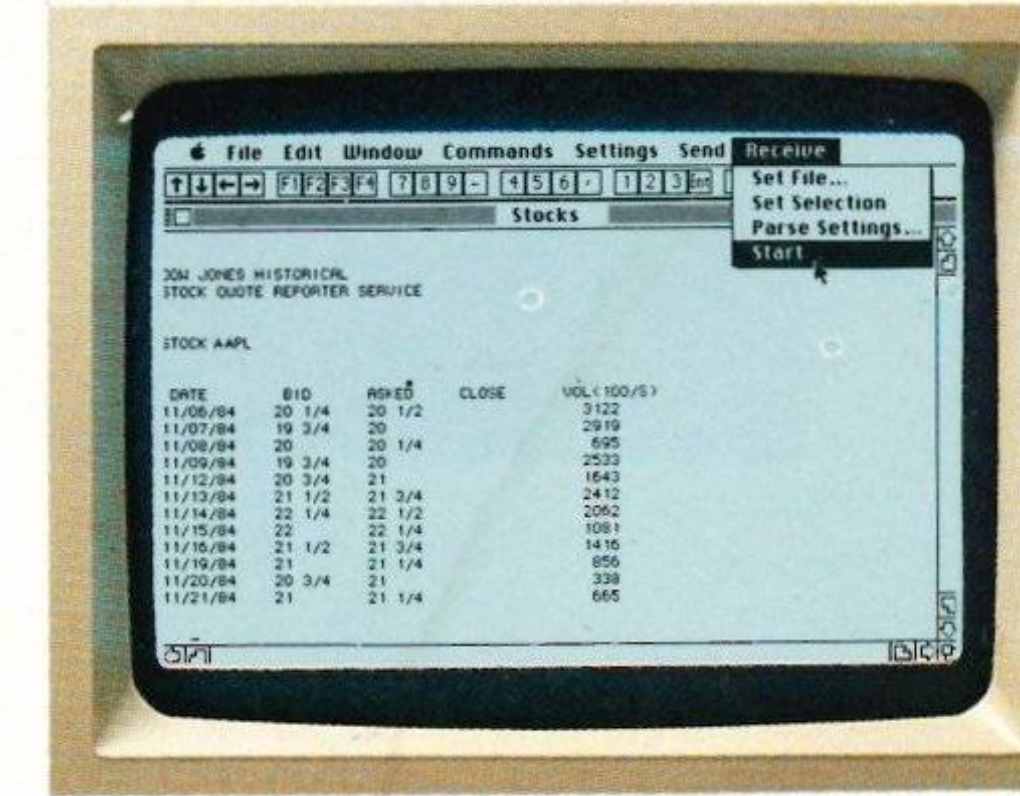 File Edit Window Commands Settings Send Receive
↑ ↓ ← → F1 F2 F3 F4 7 8 9 - 4 5 6 , 1 2 3 Ent
Set File...
Set Selection
Parse Settings...
Start
Stocks
DOW JONES HISTORICAL
STOCK QUOTE REPORTER SERVICE
STOCK AAPL
DATE BID ASKED CLOSE VOL(100/S)
11/06/84 20 1/4 20 1/2 3122
11/07/84 19 3/4 20 2919
11/08/84 20 20 1/4 695
11/09/84 19 3/4 20 2533
11/12/84 20 3/4 21 1643
11/13/84 21 1/2 21 3/4 2412
11/14/84 22 1/4 22 1/2 2062
11/15/84 22 22 1/4 1081
11/16/84 21 1/2 21 3/4 1416
11/19/84 21 21 1/4 856
11/20/84 20 3/4 21 338
11/21/84 21 21 1/4 665